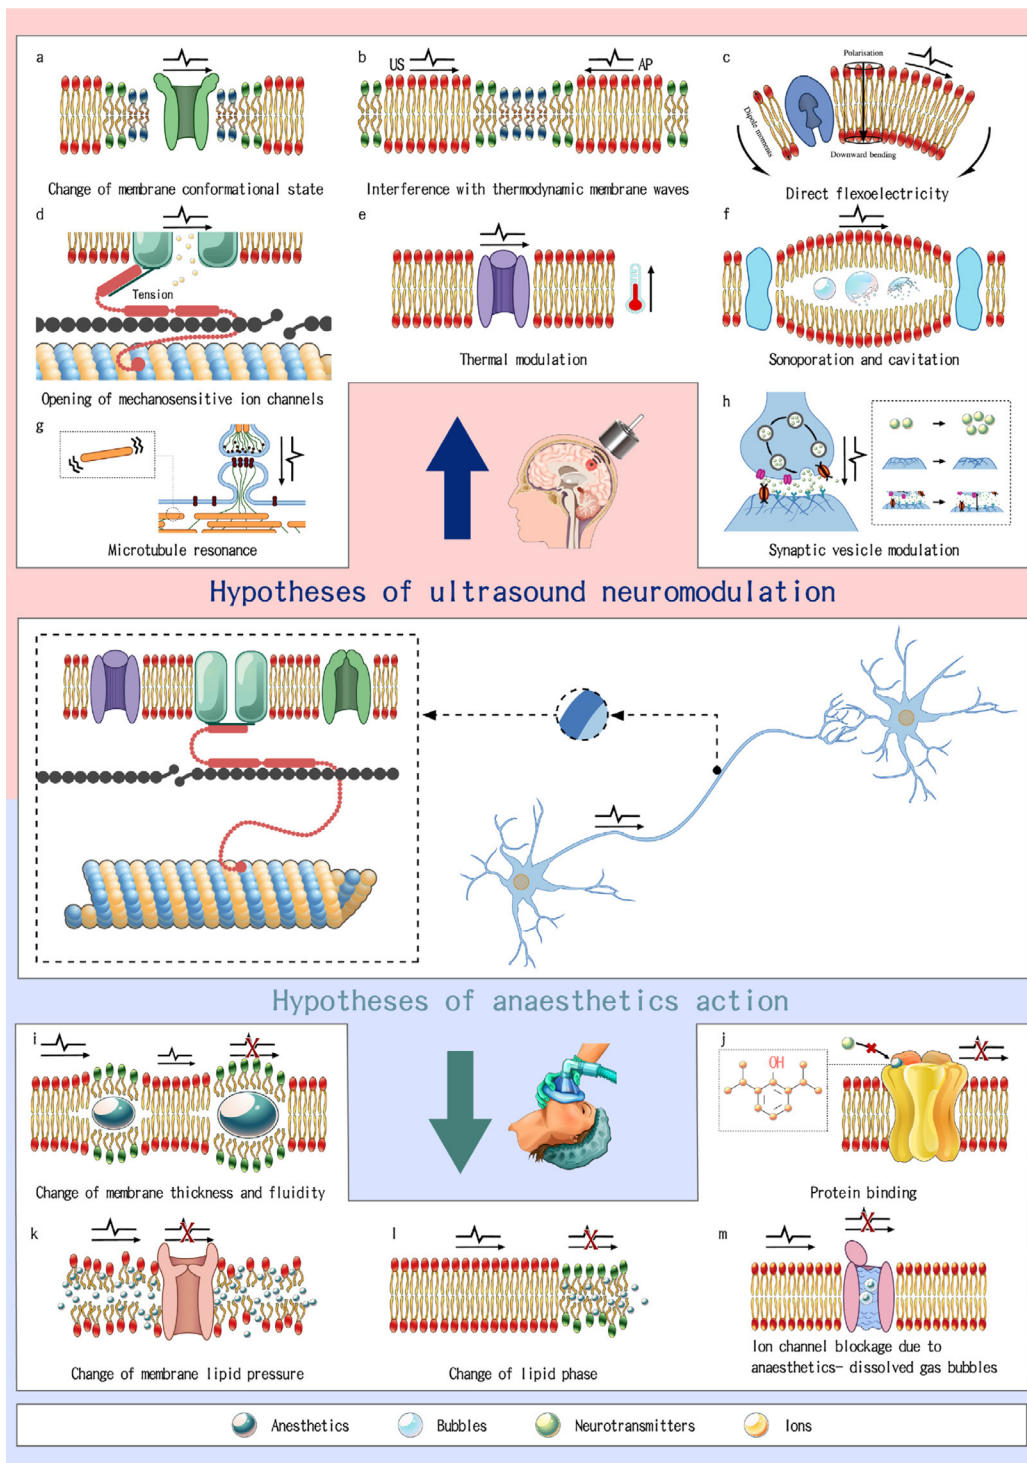 a
Change of membrane conformational state
b
US
AP
Interference with thermodynamic membrane waves
c
Polarisation
Dipole moments
Downward bending
Direct flexoelectricity
d
Tension
Opening of mechanosensitive ion channels
e
Thermal modulation
f
Sonoporation and cavitation
g
Microtubule resonance
h
Synaptic vesicle modulation
Hypotheses of ultrasound neuromodulation
Hypotheses of anaesthetics action
i
Change of membrane thickness and fluidity
j
OH
Protein binding
k
Change of membrane lipid pressure
l
Change of lipid phase
m
Ion channel blockage due to
anaesthetics- dissolved gas bubbles
Anesthetics
Bubbles
Neurotransmitters
Ions